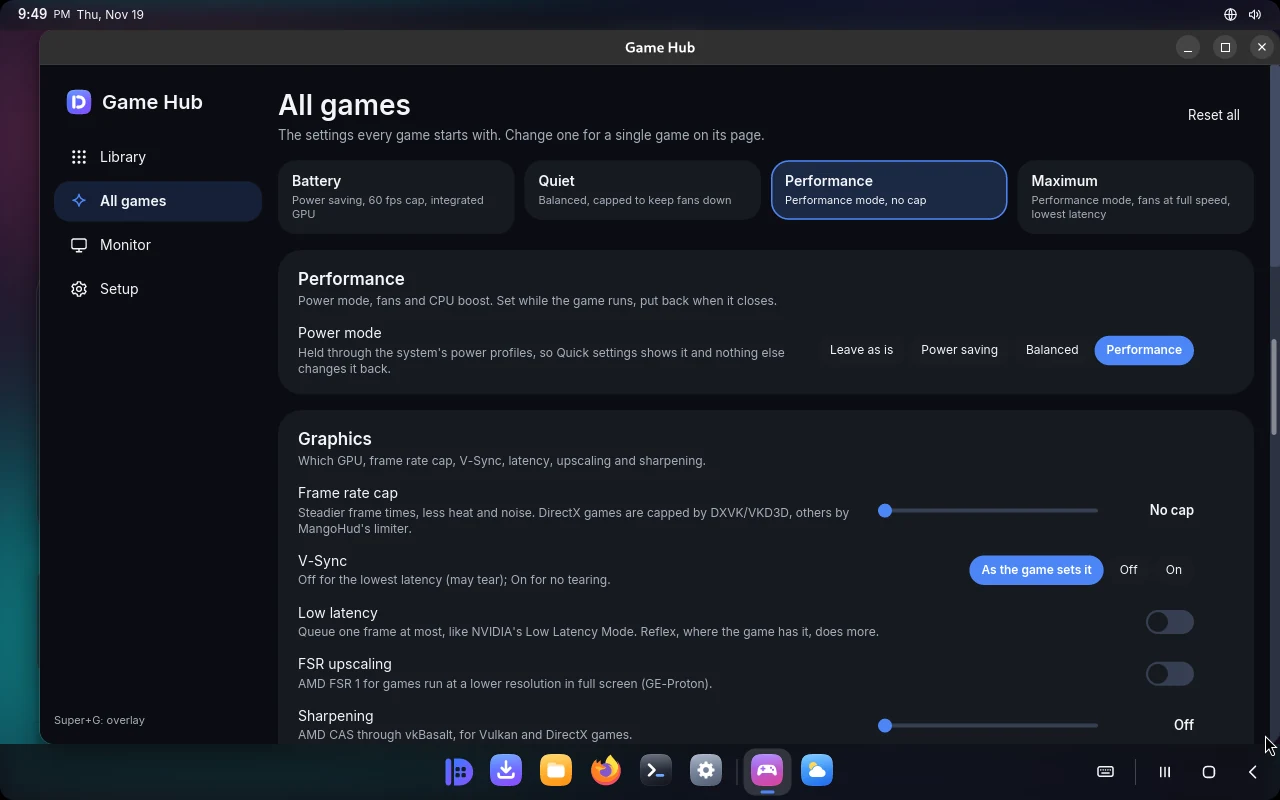 9:49 PM Thu, Nov 19
Game Hub
Game Hub
Library
All games
Monitor
Setup
Super+G: overlay
All games
The settings every game starts with. Change one for a single game on its page.
Reset all
Battery
Power saving, 60 fps cap, integrated
GPU
Quiet
Balanced, capped to keep fans down
Performance
Performance mode, no cap
Maximum
Performance mode, fans at full speed,
lowest latency
Performance
Power mode, fans and CPU boost. Set while the game runs, put back when it closes.
Power mode
Held through the system's power profiles, so Quick settings shows it and nothing else
changes it back.
Leave as is Power saving Balanced Performance
Graphics
Which GPU, frame rate cap, V-Sync, latency, upscaling and sharpening.
Frame rate cap
Steadier frame times, less heat and noise. DirectX games are capped by DXVK/VKD3D, others by
MangoHud's limiter.
No cap
V-Sync
Off for the lowest latency (may tear); On for no tearing.
As the game sets it Off On
Low latency
Queue one frame at most, like NVIDIA's Low Latency Mode. Reflex, where the game has it, does more.
FSR upscaling
AMD FSR 1 for games run at a lower resolution in full screen (GE-Proton).
Sharpening
AMD CAS through vkBasalt, for Vulkan and DirectX games.
Off